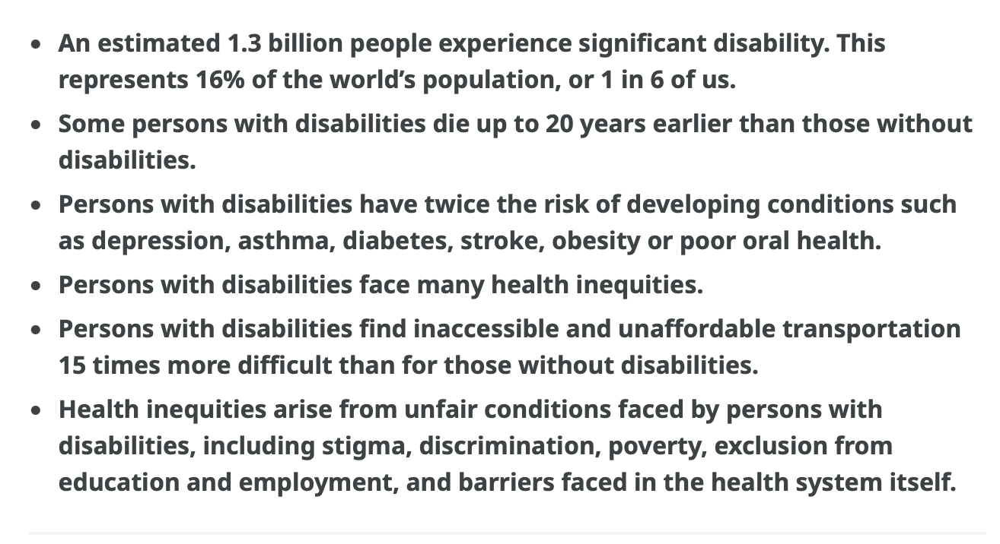 • An estimated 1.3 billion people experience significant disability. This
represents 16% of the world’s population, or 1 in 6 of us.
• Some persons with disabilities die up to 20 years earlier than those without
disabilities.
• Persons with disabilities have twice the risk of developing conditions such
as depression, asthma, diabetes, stroke, obesity or poor oral health.
• Persons with disabilities face many health inequities.
• Persons with disabilities find inaccessible and unaffordable transportation
15 times more difficult than for those without disabilities.
• Health inequities arise from unfair conditions faced by persons with
disabilities, including stigma, discrimination, poverty, exclusion from
education and employment, and barriers faced in the health system itself.